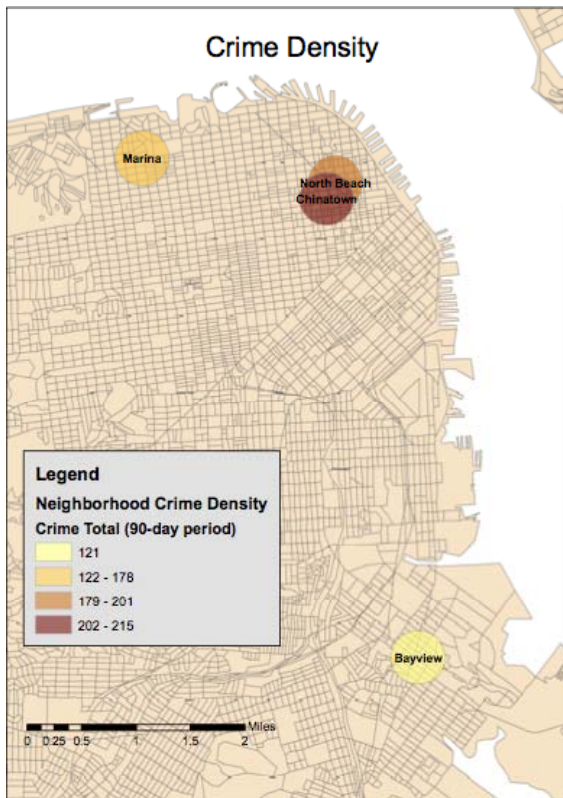 Crime Density
Marina
North Beach
Chinatown
Legend
Neighborhood Crime Density
Crime Total (90-day period)
121
122 - 178
179 - 201
202 - 215
Bayview
Miles
0 0.25 0.5 1 1.5 2